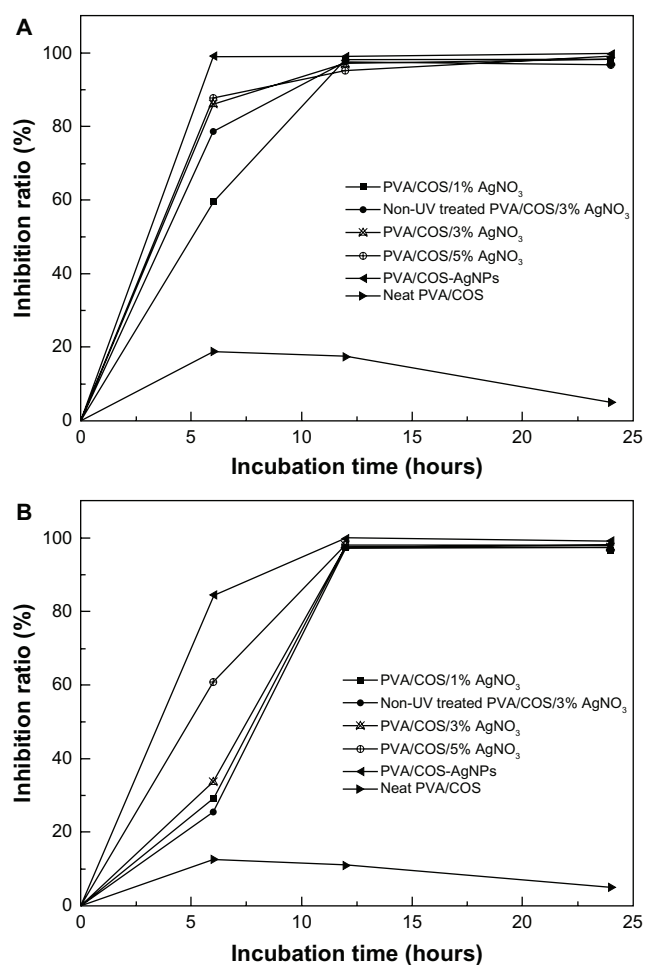 A
100
80
60
40
20
0
Inhibition ratio (%)
PVA/COS/1% AgNO₃
Non-UV treated PVA/COS/3% AgNO₃
PVA/COS/3% AgNO₃
PVA/COS/5% AgNO₃
PVA/COS-AgNPs
Neat PVA/COS
0 5 10 15 20 25
Incubation time (hours)
B
100
80
60
40
20
0
Inhibition ratio (%)
PVA/COS/1% AgNO₃
Non-UV treated PVA/COS/3% AgNO₃
PVA/COS/3% AgNO₃
PVA/COS/5% AgNO₃
PVA/COS-AgNPs
Neat PVA/COS
0 5 10 15 20 25
Incubation time (hours)